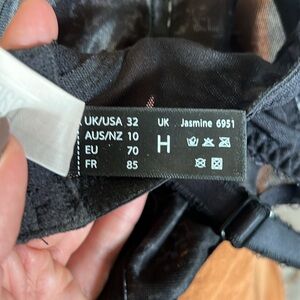 UK/USA 32 UK Jasmine 6951
AUS/NZ 10 H
EU 70
FR 85